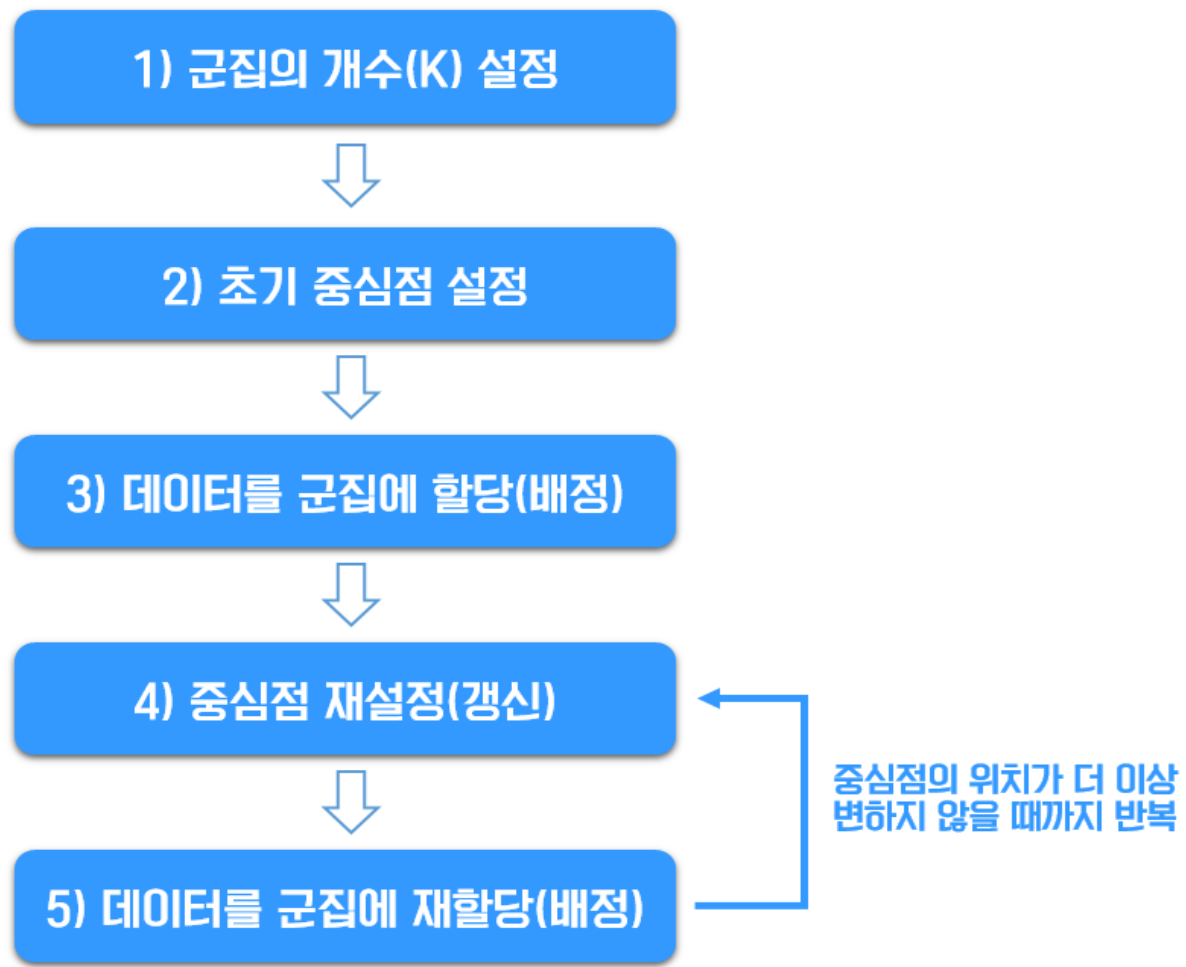 1) 군집의 개수(K) 설정
2) 초기 중심점 설정
3) 데이터를 군집에 할당(배정)
4) 중심점 재설정(갱신)
중심점의 위치가 더 이상
변하지 않을 때까지 반복
5) 데이터를 군집에 재할당(배정)